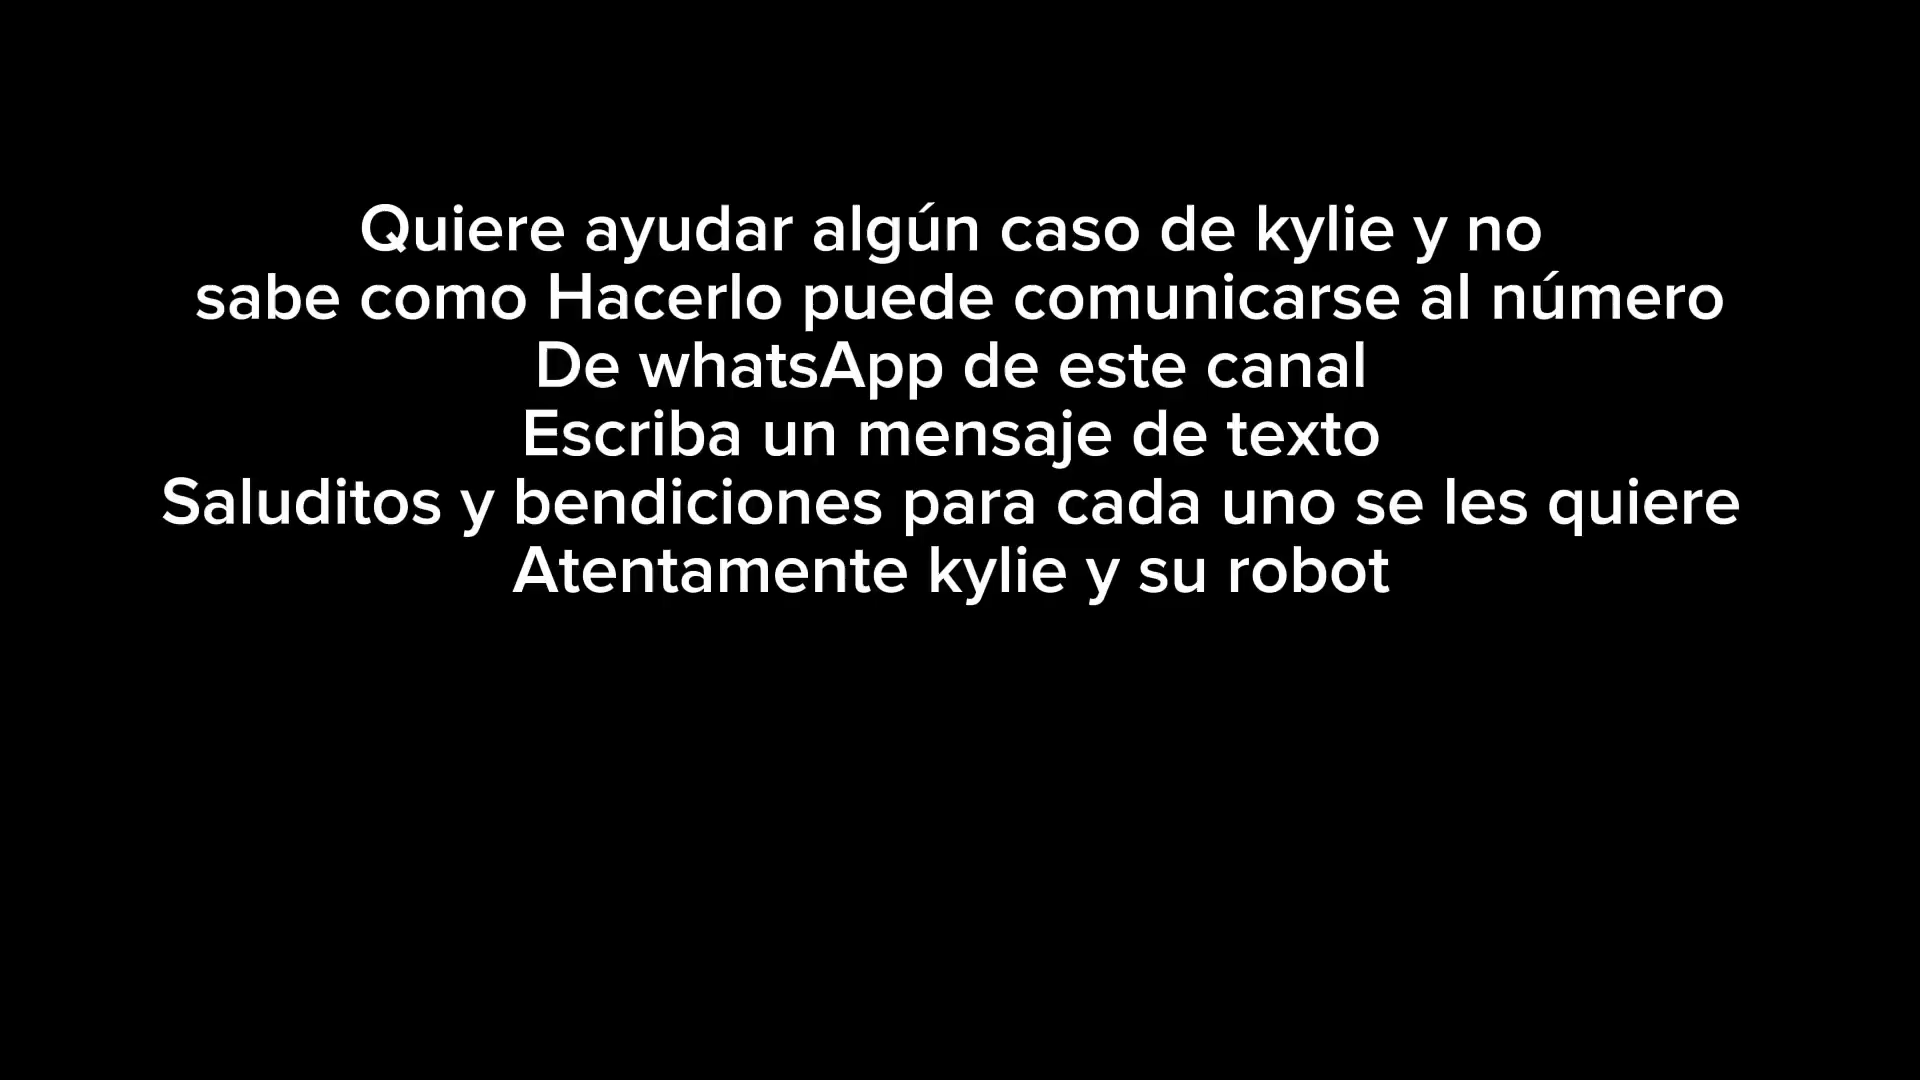 Quiere ayudar algún caso de kylie y no
sabe como Hacerlo puede comunicarse al número
De whatsApp de este canal
Escriba un mensaje de texto
Saluditos y bendiciones para cada uno se les quiere
Atentamente kylie y su robot